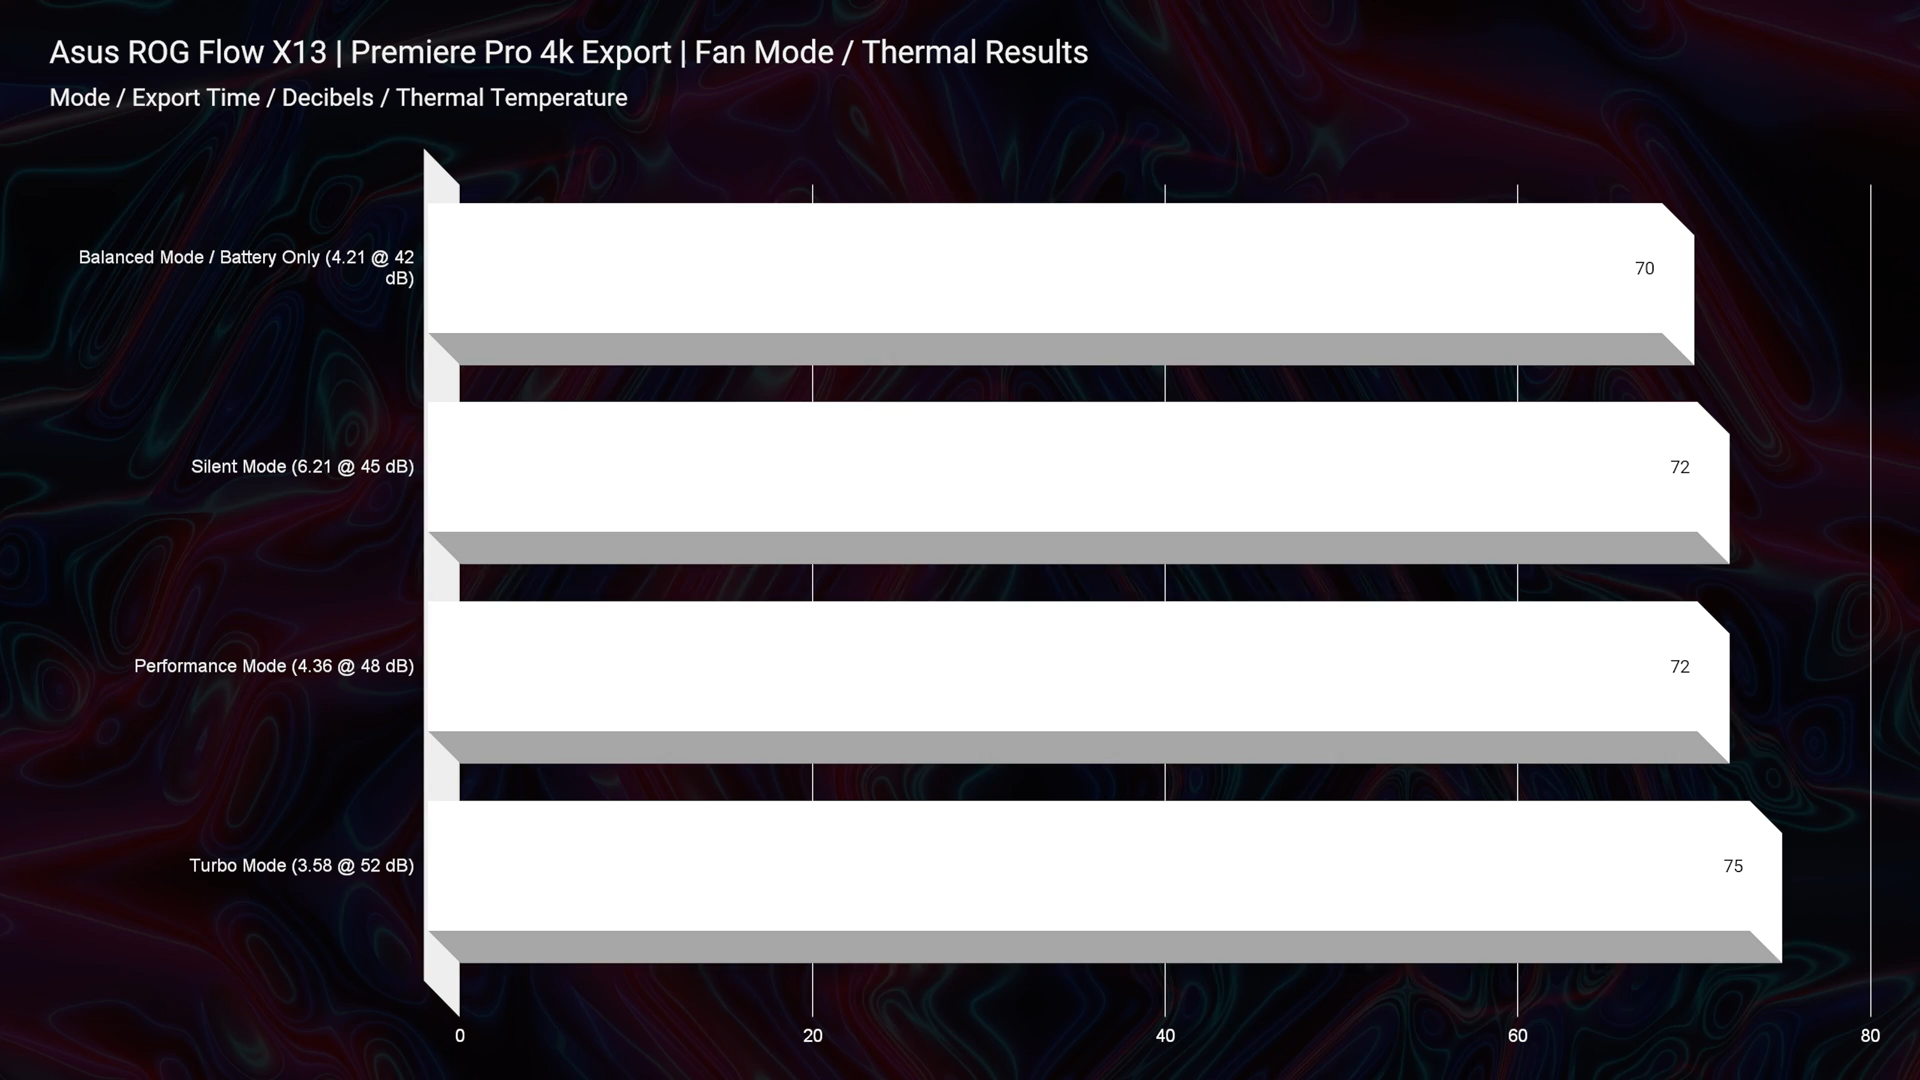 Asus ROG Flow X13 | Premiere Pro 4k Export | Fan Mode / Thermal Results
Mode / Export Time / Decibels / Thermal Temperature
Balanced Mode / Battery Only (4.21 @ 42
dB)
70
Silent Mode (6.21 @ 45 dB)
72
Performance Mode (4.36 @ 48 dB)
72
Turbo Mode (3.58 @ 52 dB)
75
0 20 40 60 80